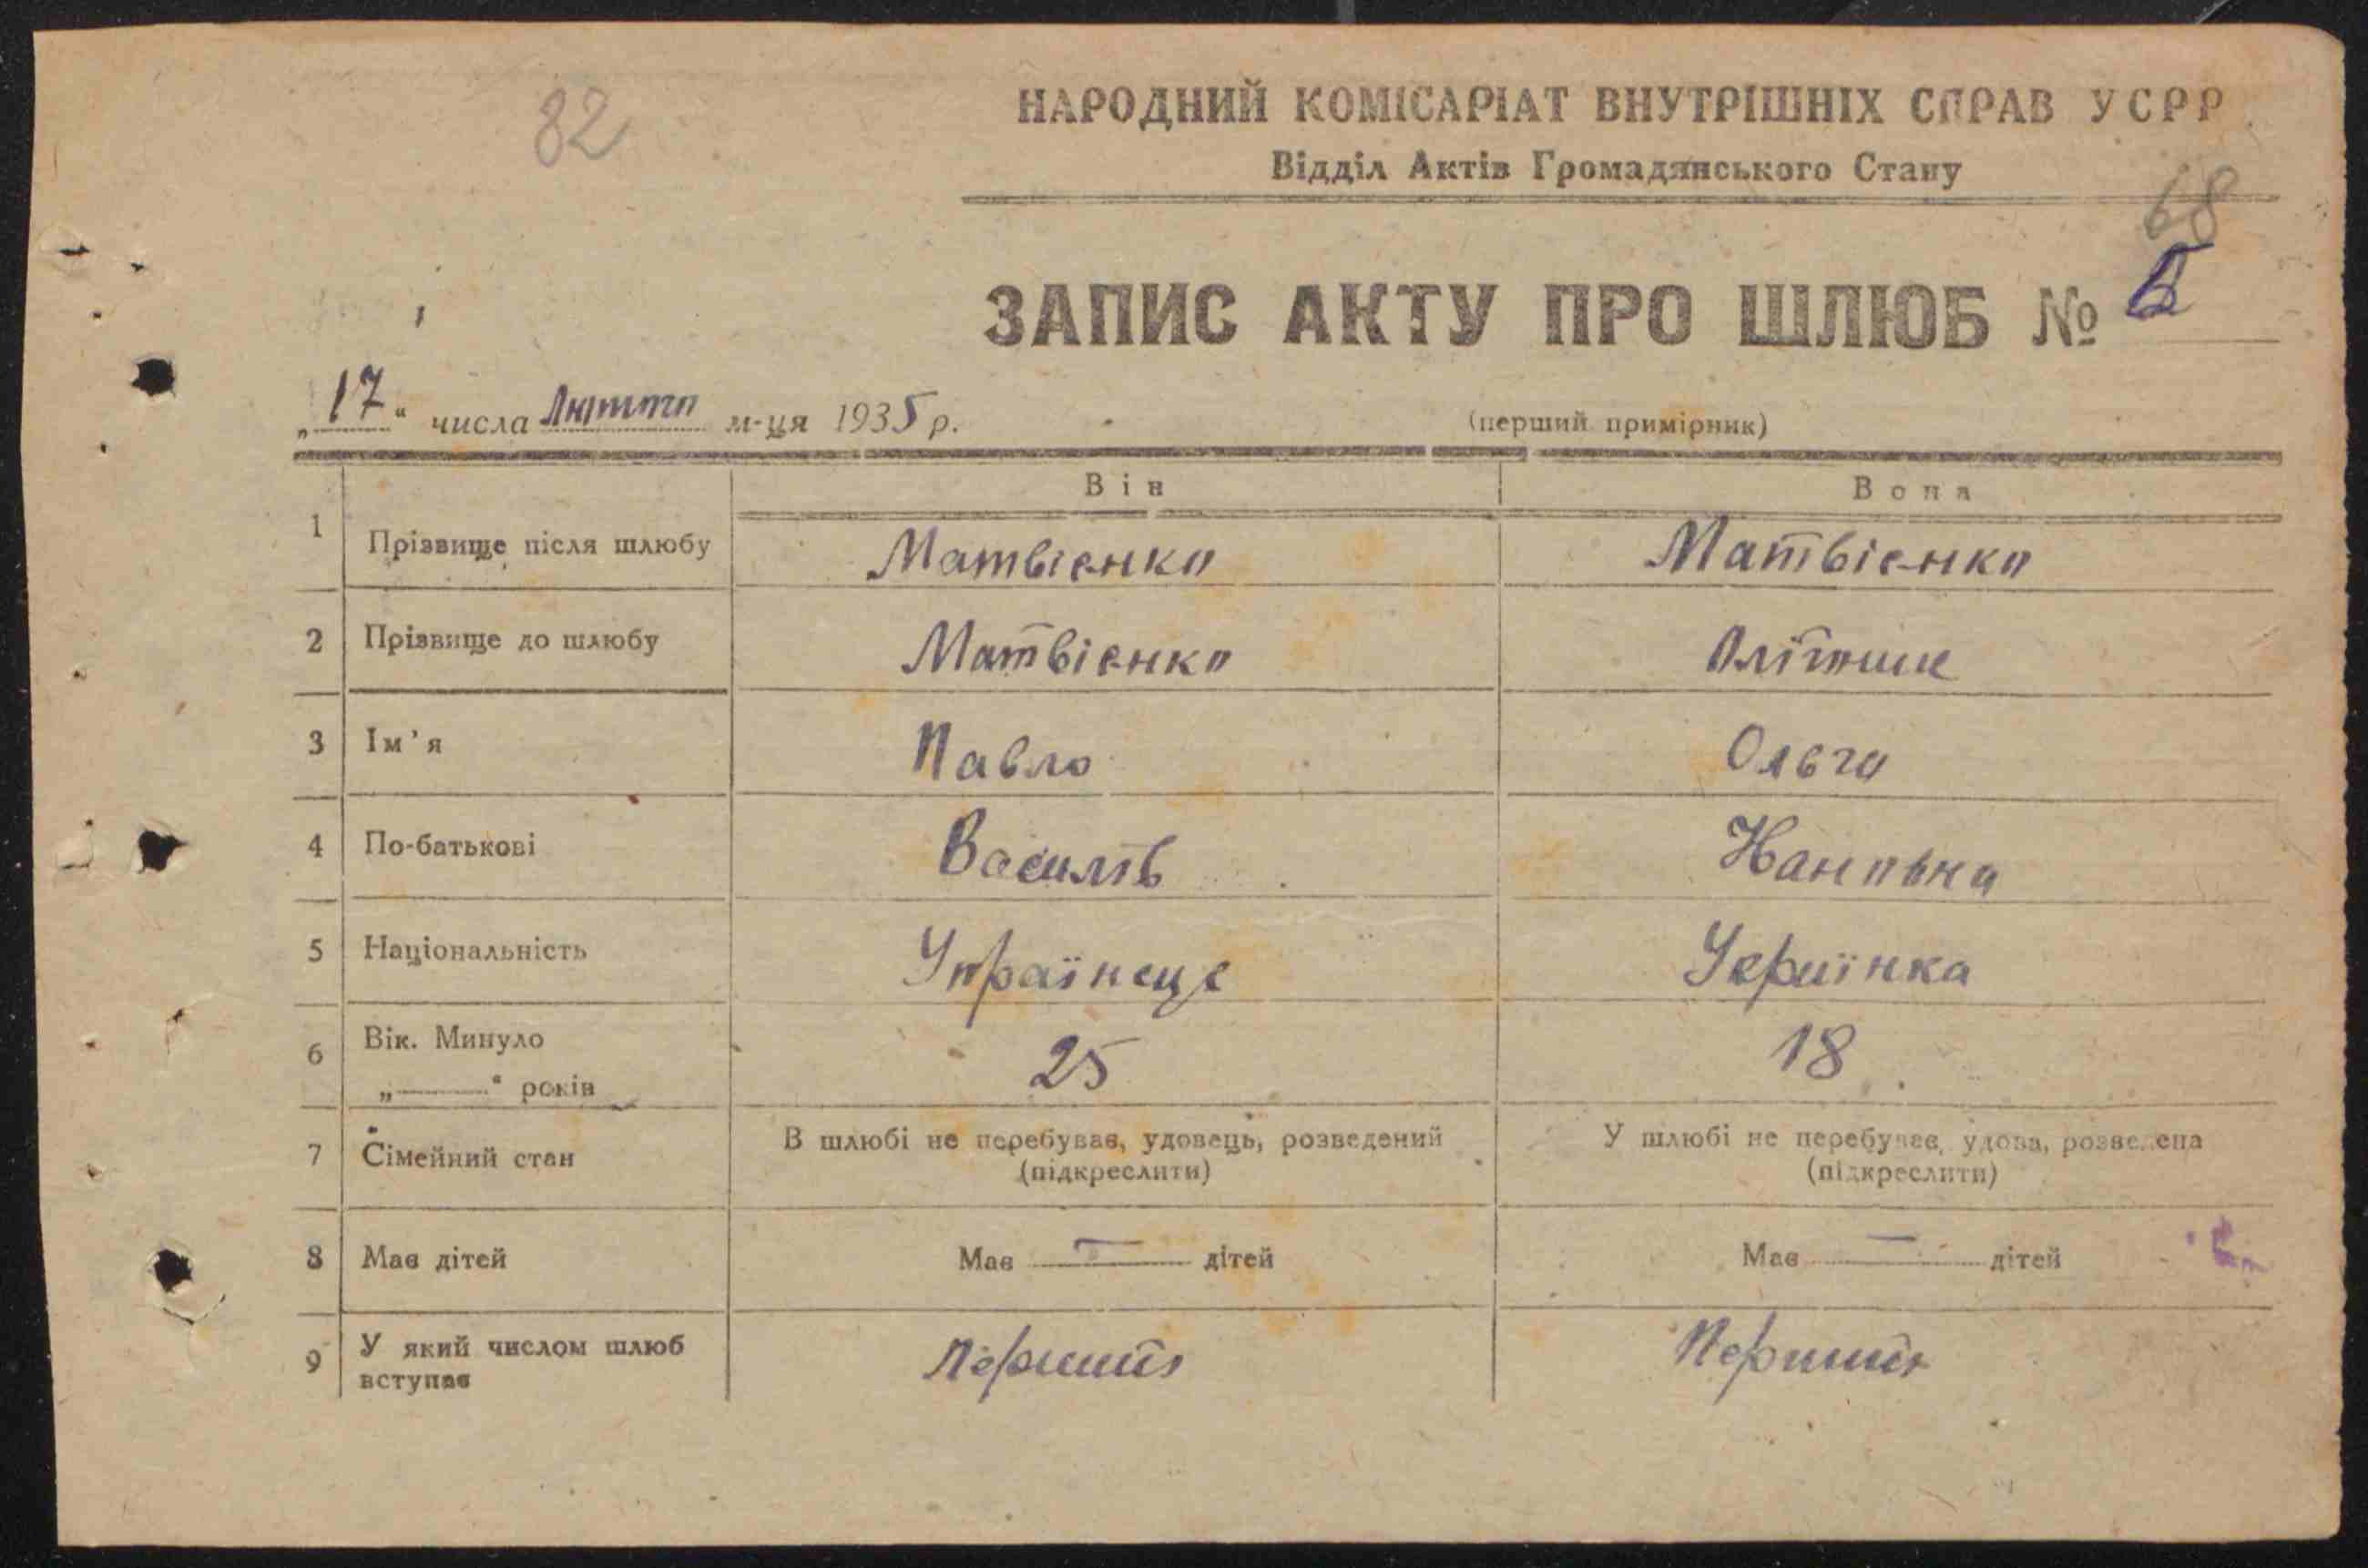 82
НАРОДНИЙ КОМІСАРІАТ ВНУТРІШНІХ СПРАВ УСРР
Відділ Актів Громадянського Стану
68
ЗАПИС АКТУ ПРО ШЛЮБ №
„17“ числа Лютого м-ця 1935 р. (перший примірник)
Він Вона
1 Прізвище після шлюбу Матвієнко Матвієнко
2 Прізвище до шлюбу Матвієнко
3 Ім’я Павло Ольга
4 По-батькові Василів
5 Національність Українець Українка
6 Вік. Минуло 25 18
„——“ років
7 Сімейний стан В шлюбі не перебував, удовець, розведений У шлюбі не перебуває, удова, розведена
(підкреслити) (підкреслити)
8 Має дітей Має — дітей Має — дітей
9 У який числом шлюб Перший Перший
вступає